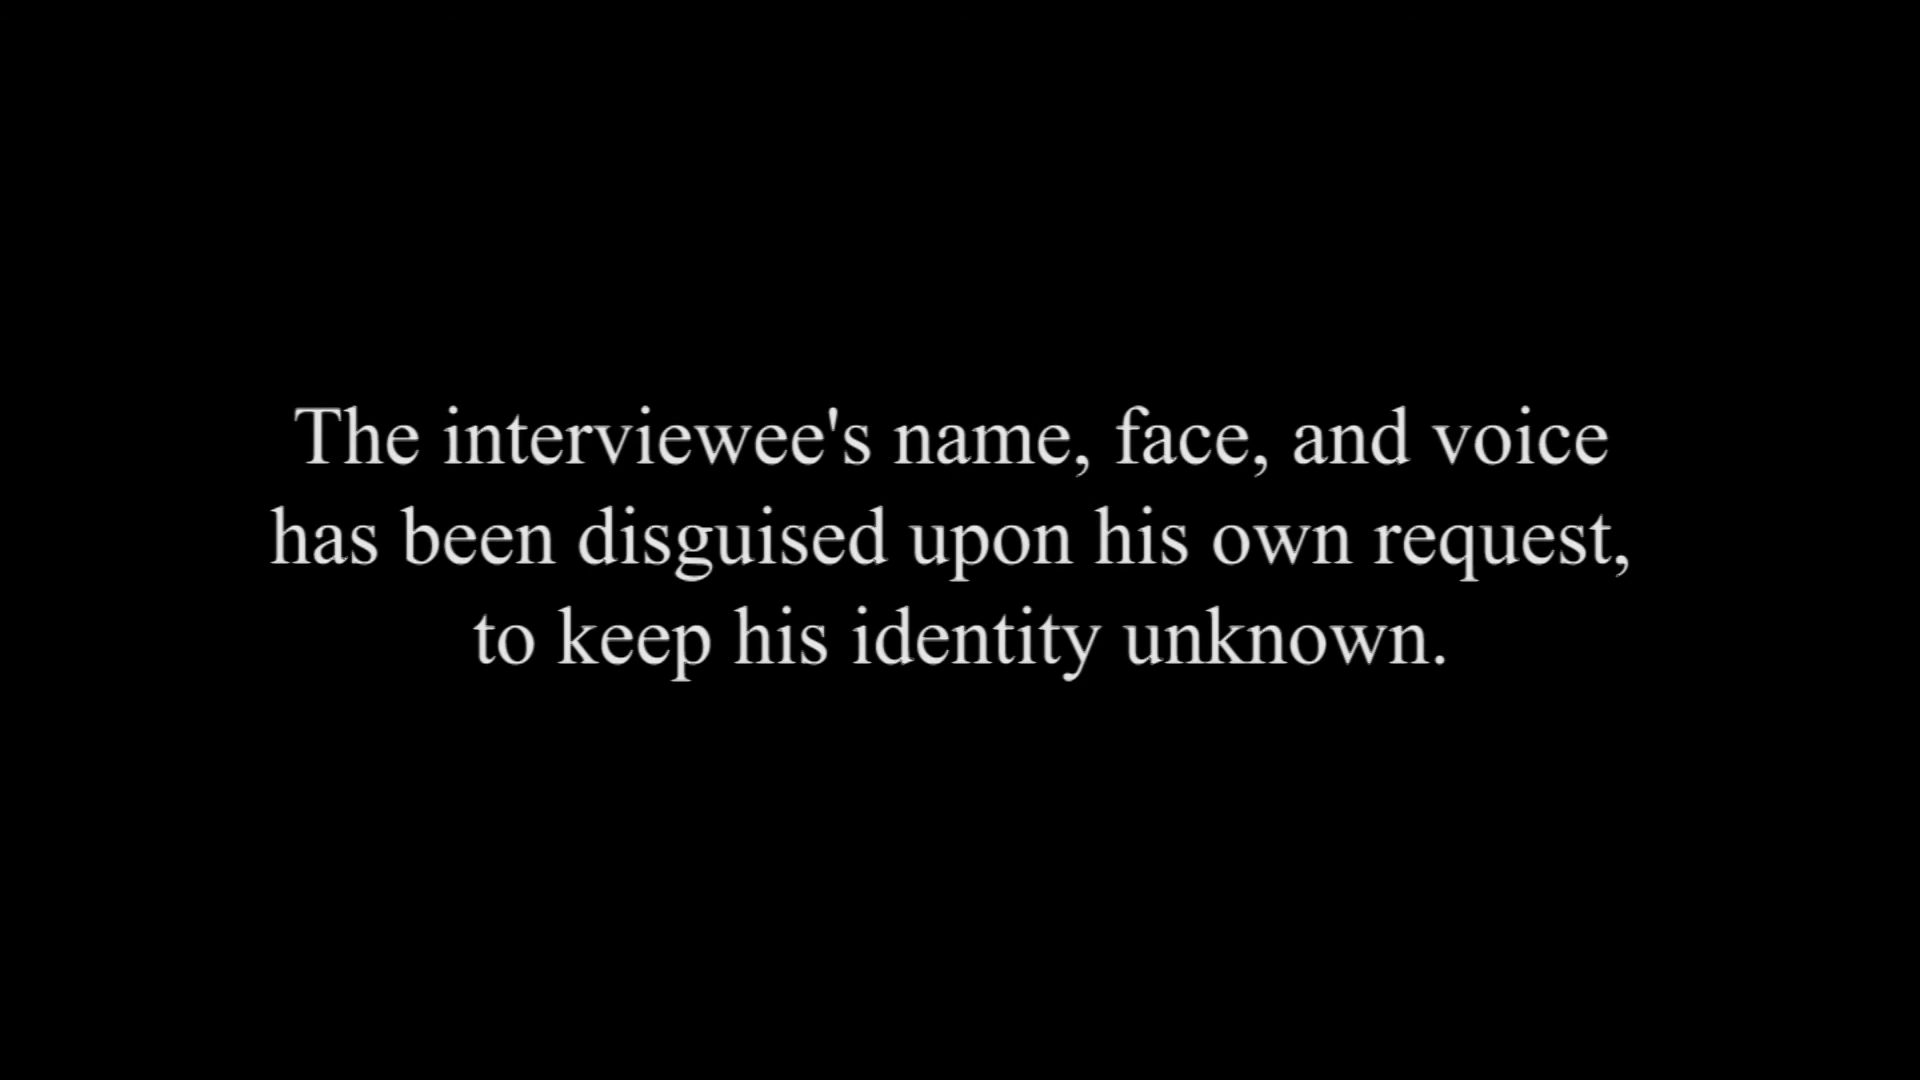 The interviewee's name, face, and voice
has been disguised upon his own request,
to keep his identity unknown.